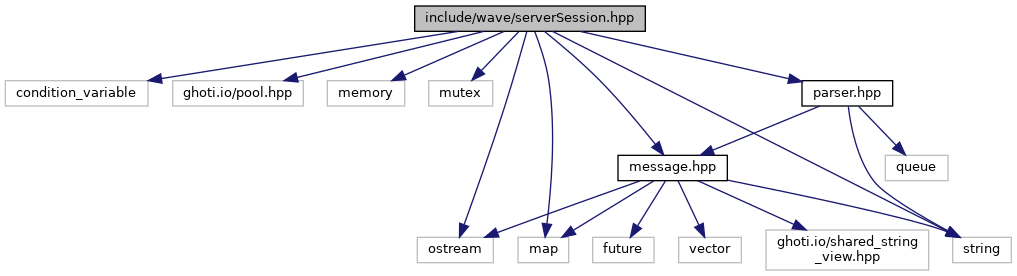 include/wave/serverSession.hpp
condition_variable
ghoti.io/pool.hpp
memory
mutex
parser.hpp
message.hpp
queue
ostream
map
future
vector
ghoti.io/shared_string
_view.hpp
string